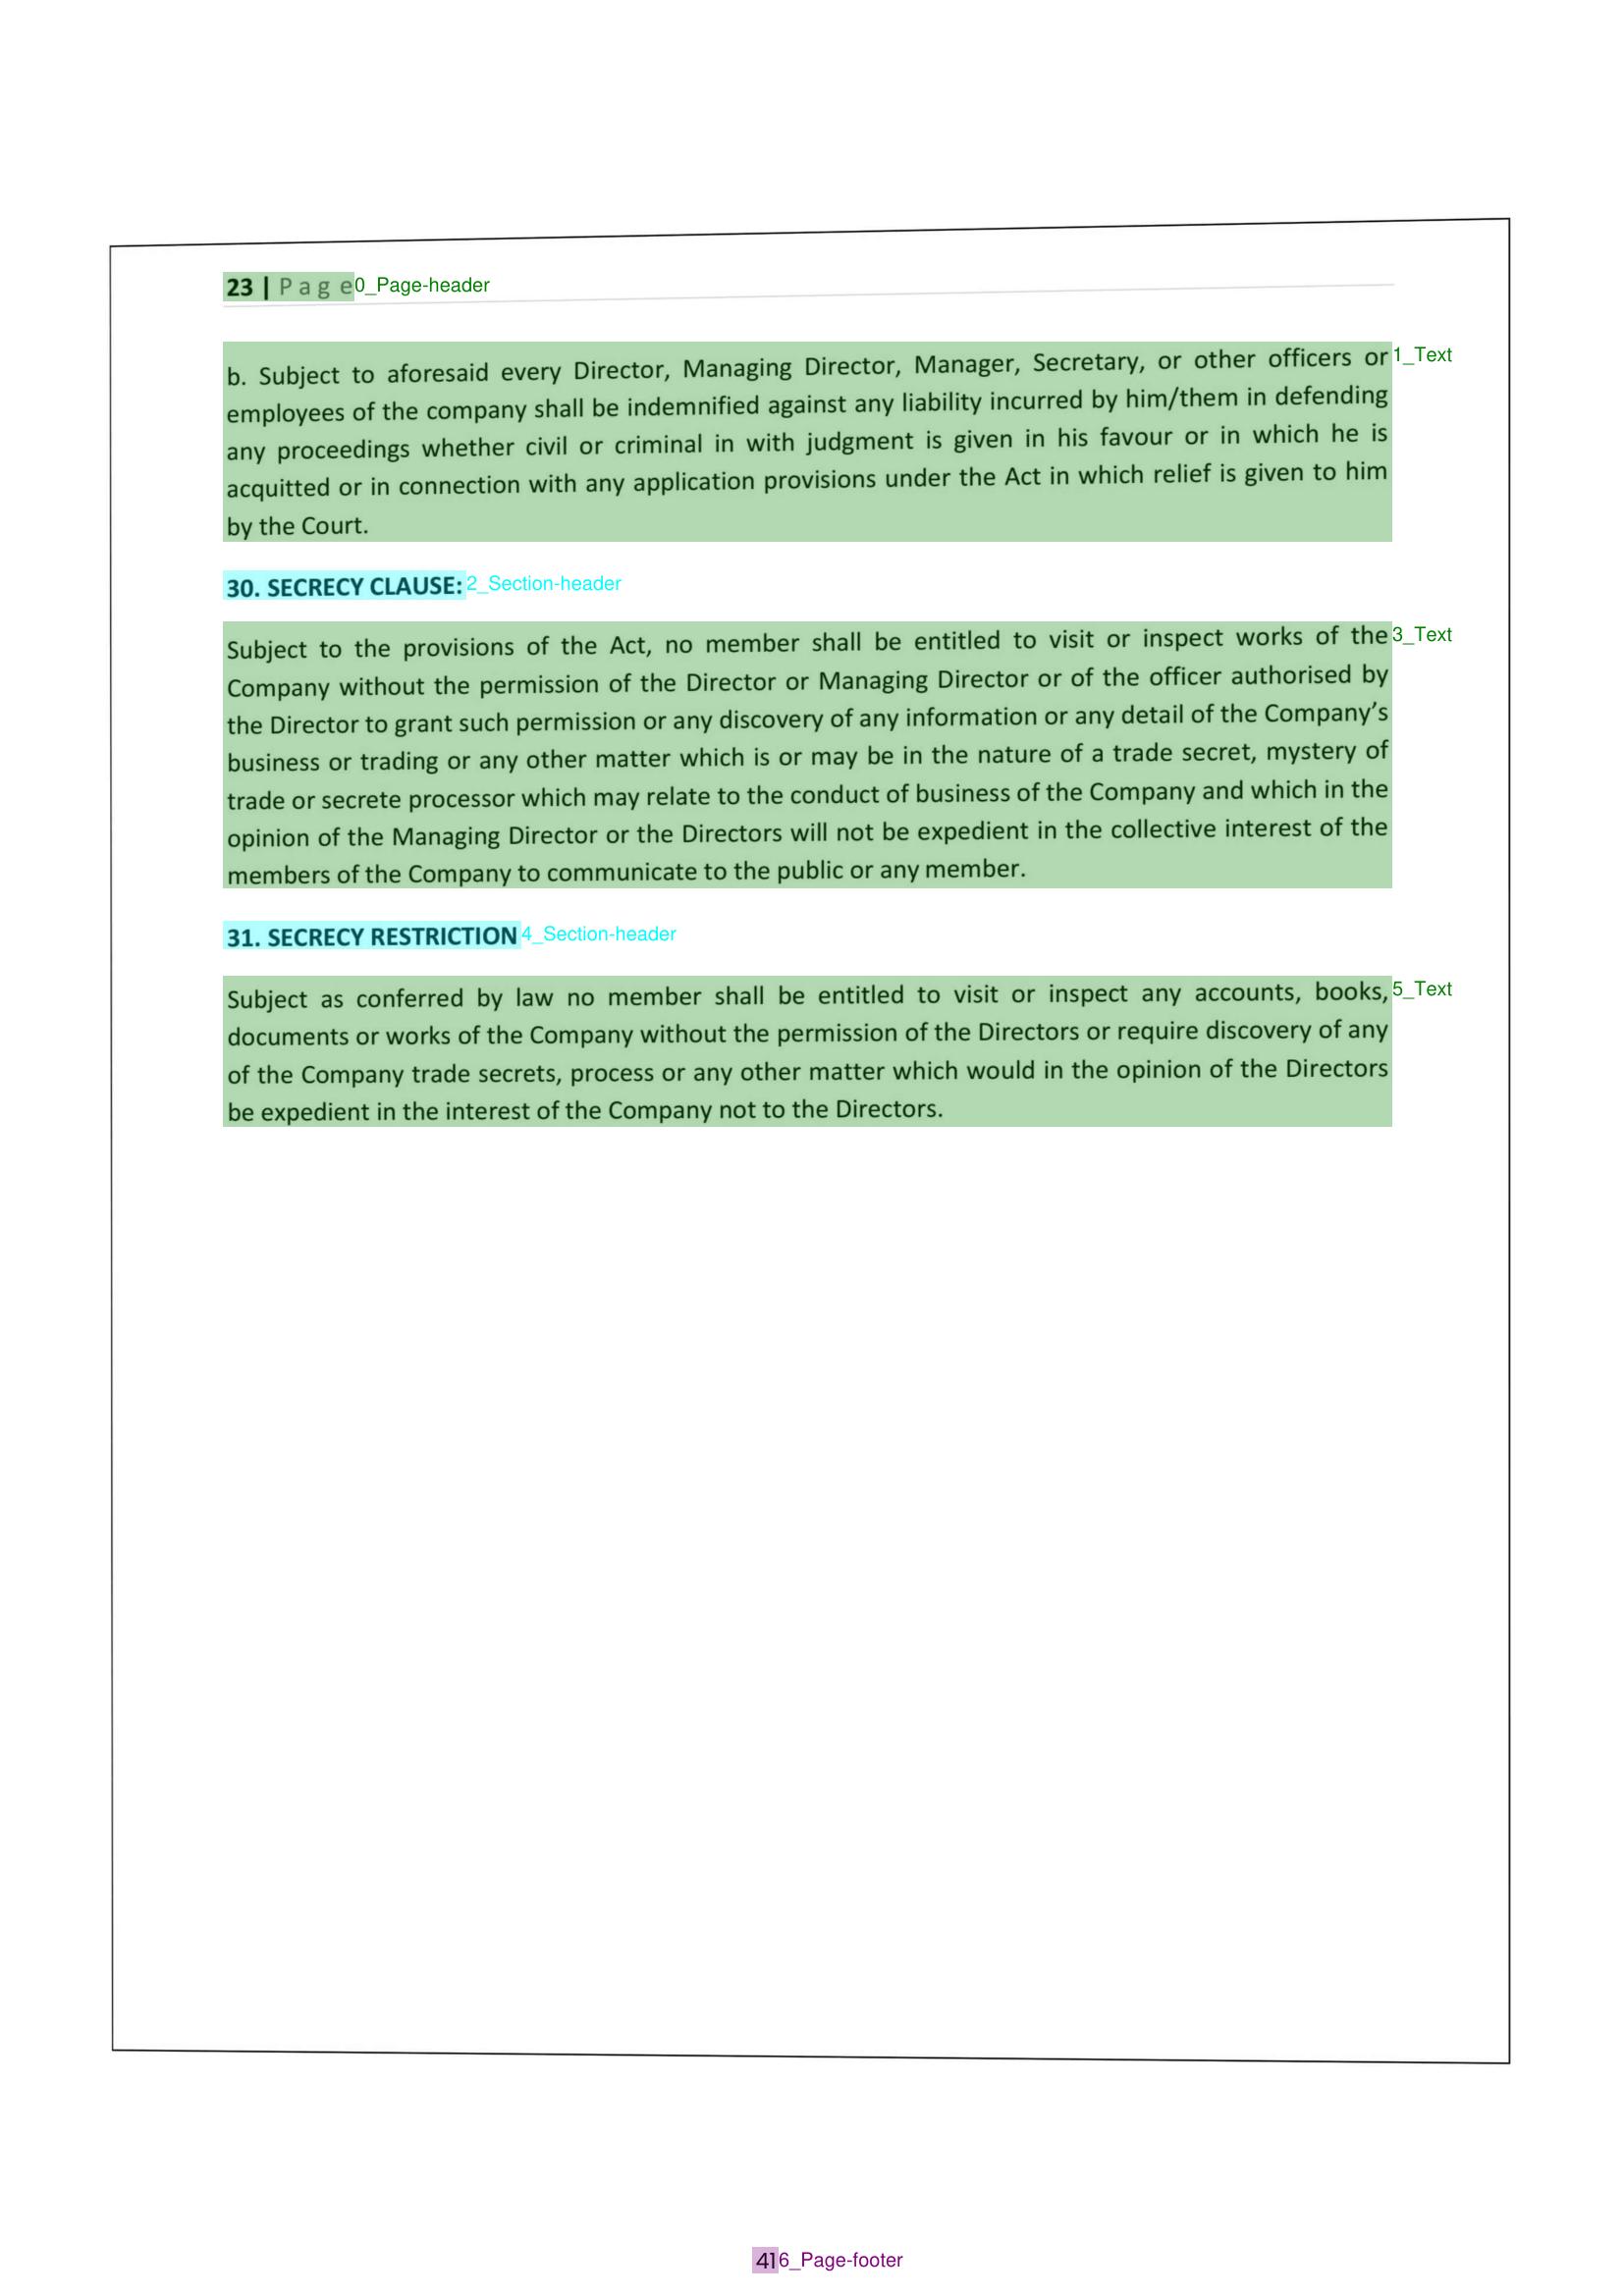 23 | P a g e0_Page-header
b. Subject to aforesaid every Director, Managing Director, Manager, Secretary, or other officers or 1_Text
employees of the company shall be indemnified against any liability incurred by him/them in defending
any proceedings whether civil or criminal in with judgment is given in his favour or in which he is
acquitted or in connection with any application provisions under the Act in which relief is given to him
by the Court.
30. SECRECY CLAUSE: 2_Section-header
Subject to the provisions of the Act, no member shall be entitled to visit or inspect works of the 3_Text
Company without the permission of the Director or Managing Director or of the officer authorised by
the Director to grant such permission or any discovery of any information or any detail of the Company's
business or trading or any other matter which is or may be in the nature of a trade secret, mystery of
trade or secrete processor which may relate to the conduct of business of the Company and which in the
opinion of the Managing Director or the Directors will not be expedient in the collective interest of the
members of the Company to communicate to the public or any member.
31. SECRECY RESTRICTION 4_Section-header
Subject as conferred by law no member shall be entitled to visit or inspect any accounts, books, 5_Text
documents or works of the Company without the permission of the Directors or require discovery of any
of the Company trade secrets, process or any other matter which would in the opinion of the Directors
be expedient in the interest of the Company not to the Directors.
41 6_Page-footer